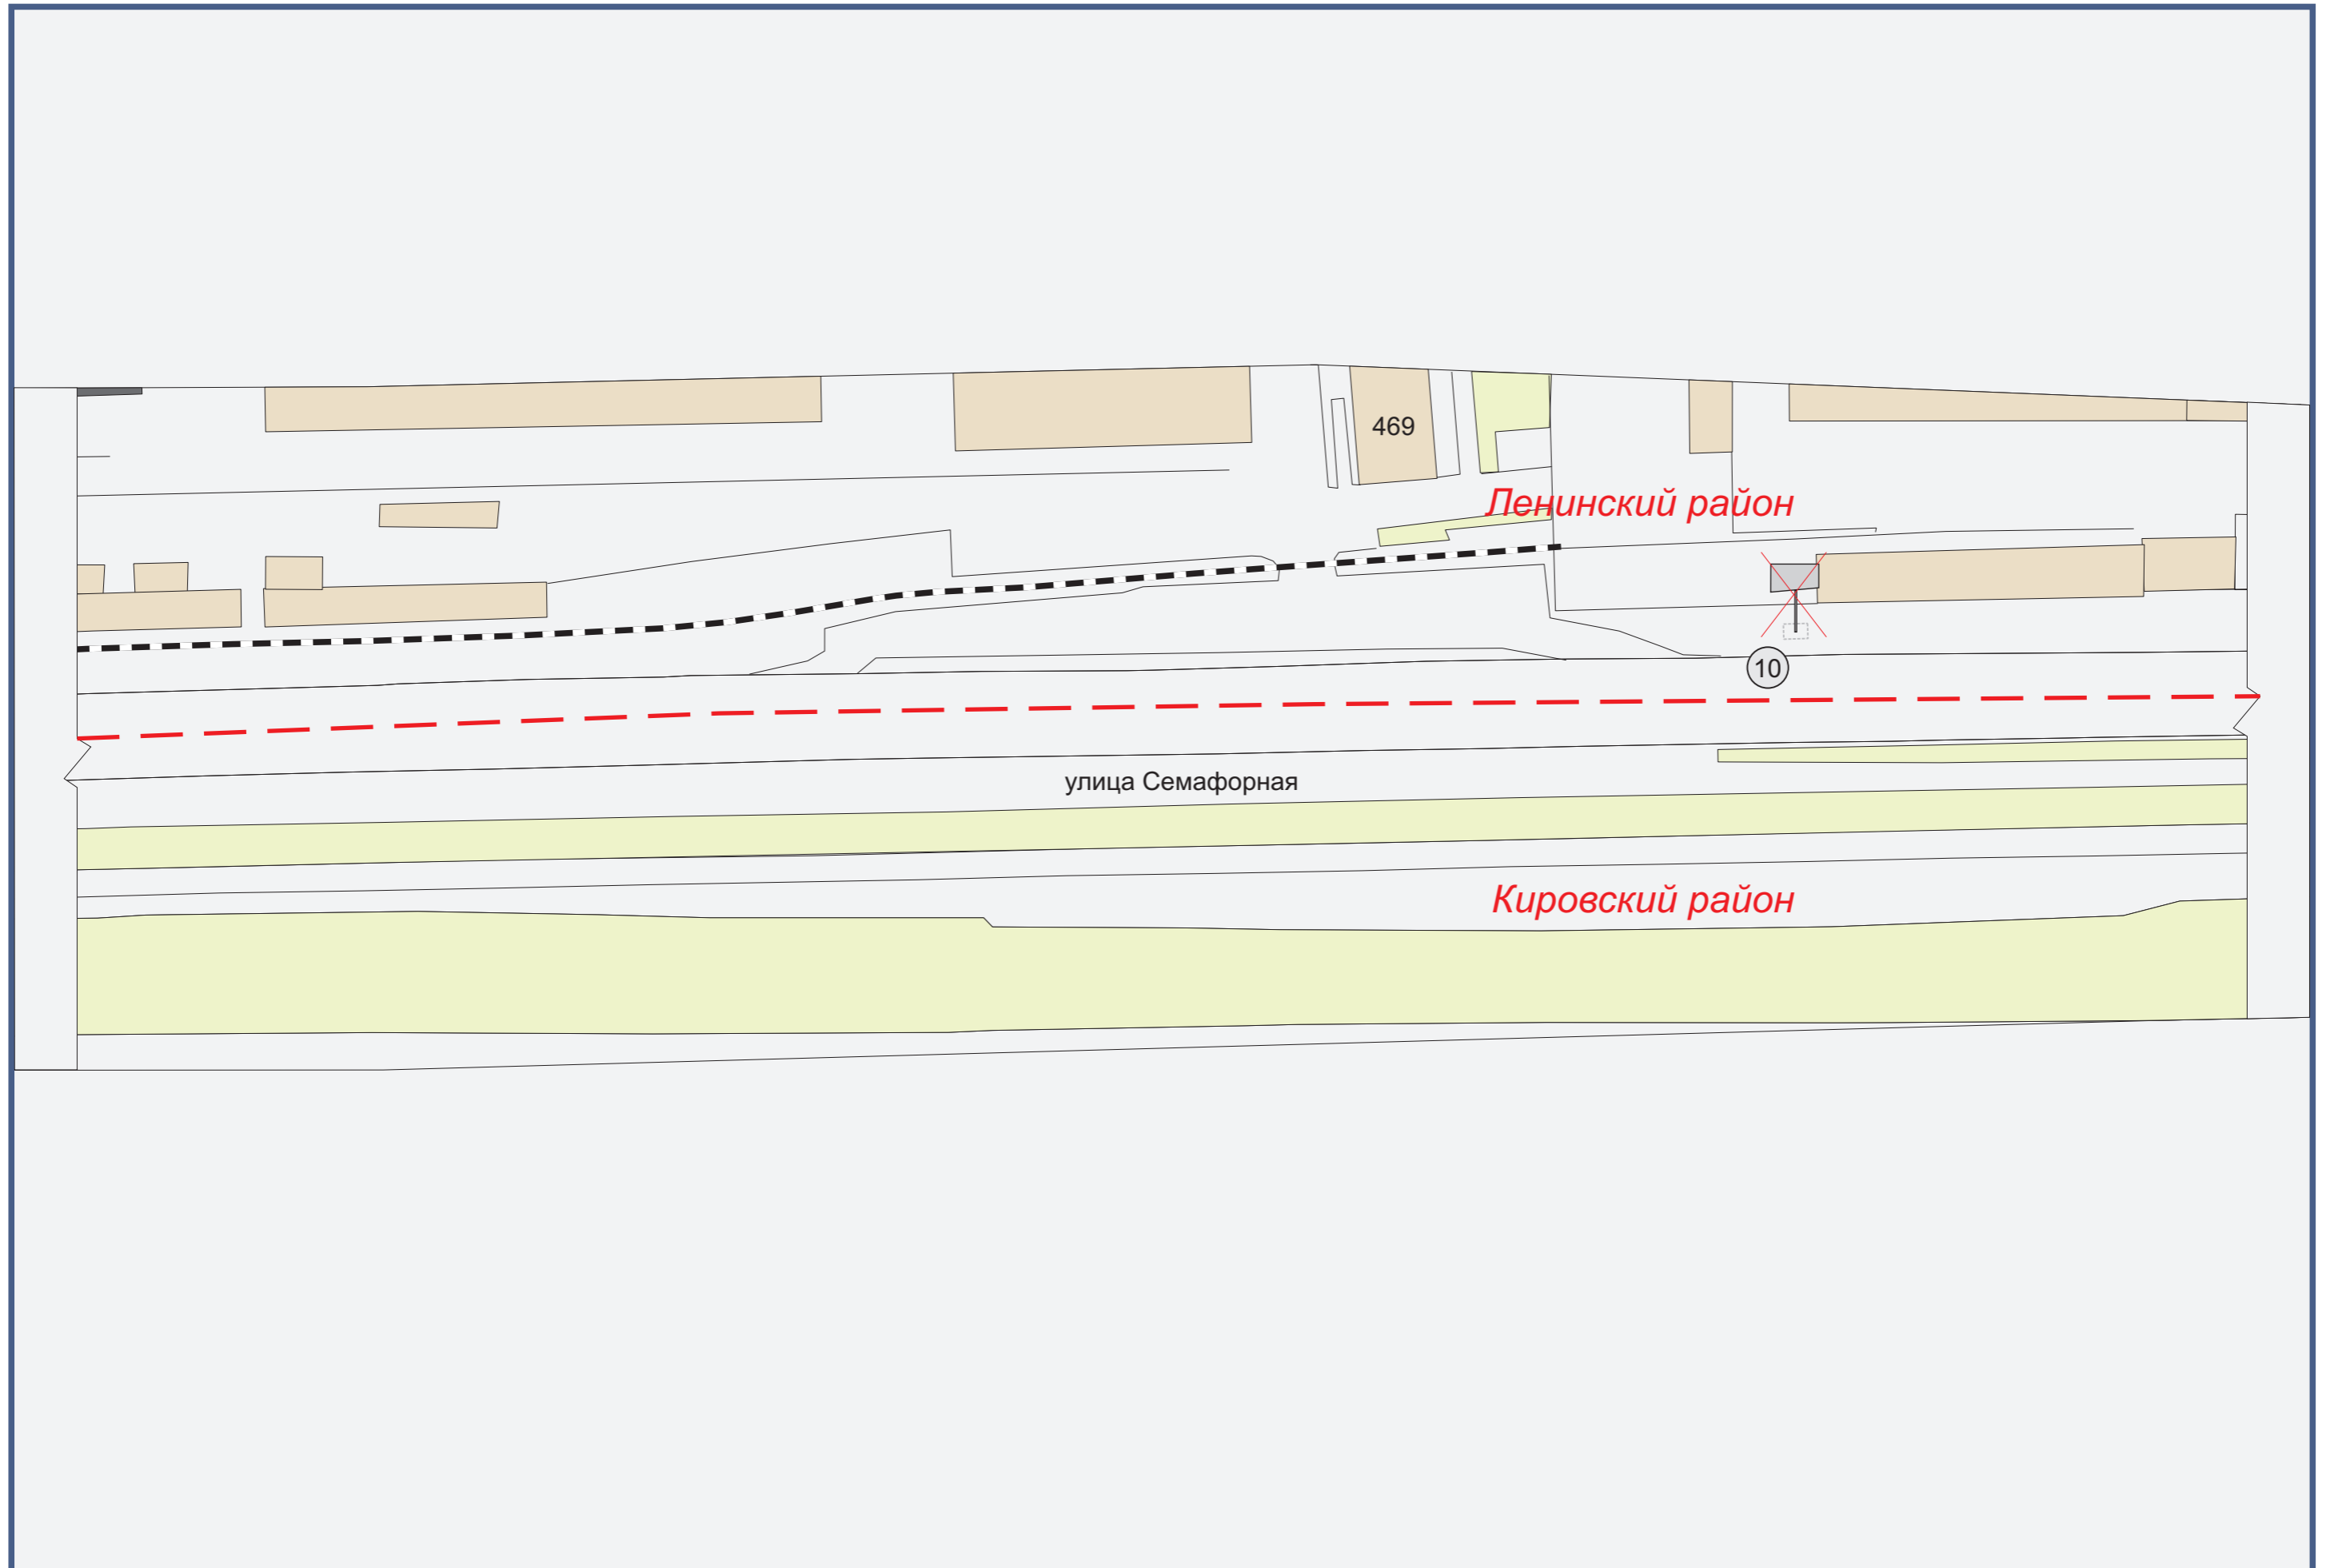 469
Ленинский район
10
улица Семафорная
Кировский район